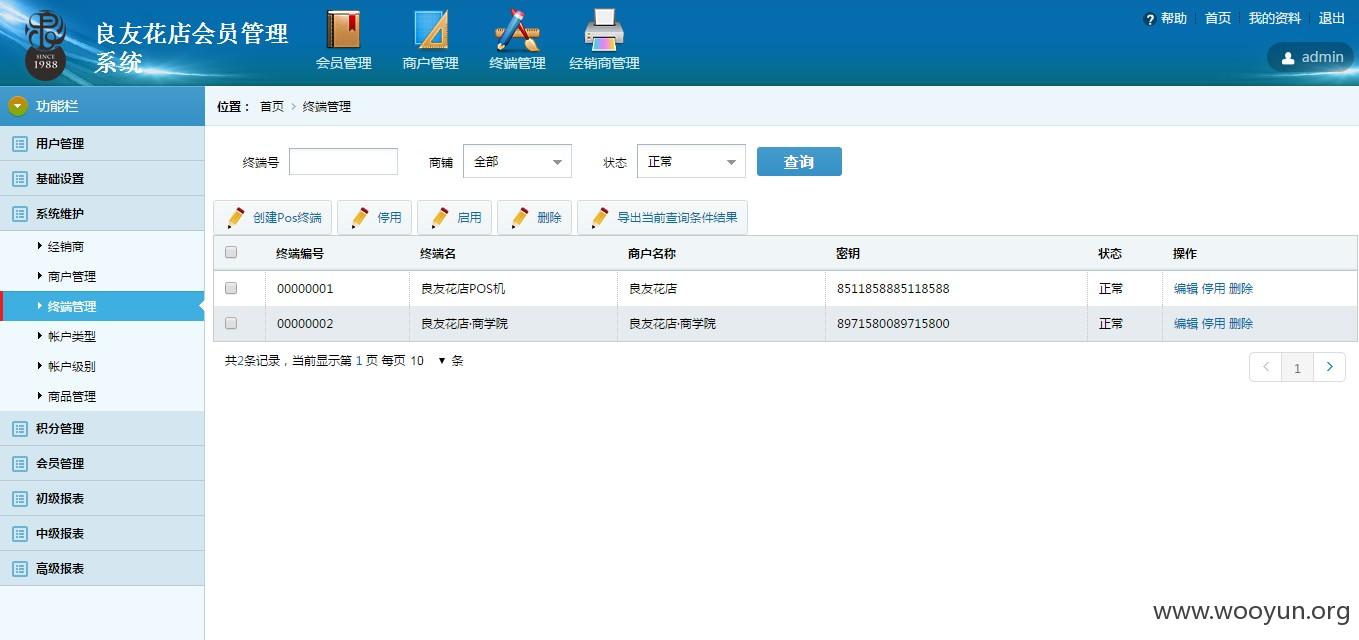 SINCE
1988
良友花店会员管理
系统
会员管理 商户管理 终端管理 经销商管理
? 帮助 首页 我的资料 退出
admin
功能栏
位置： 首页 > 终端管理
用户管理
基础设置
系统维护
经销商
商户管理
终端管理
帐户类型
帐户级别
商品管理
积分管理
会员管理
初级报表
中级报表
高级报表
终端号 商铺 全部 状态 正常 查询
创建Pos终端 停用 启用 删除 导出当前查询条件结果
终端编号 终端名 商户名称 密钥 状态 操作
00000001 良友花店POS机 良友花店 8511858885118588 正常 编辑 停用 删除
00000002 良友花店·商学院 良友花店·商学院 8971580089715800 正常 编辑 停用 删除
共2条记录，当前显示第 1 页 每页 10 ▼ 条
< 1 >
www.wooyun.org